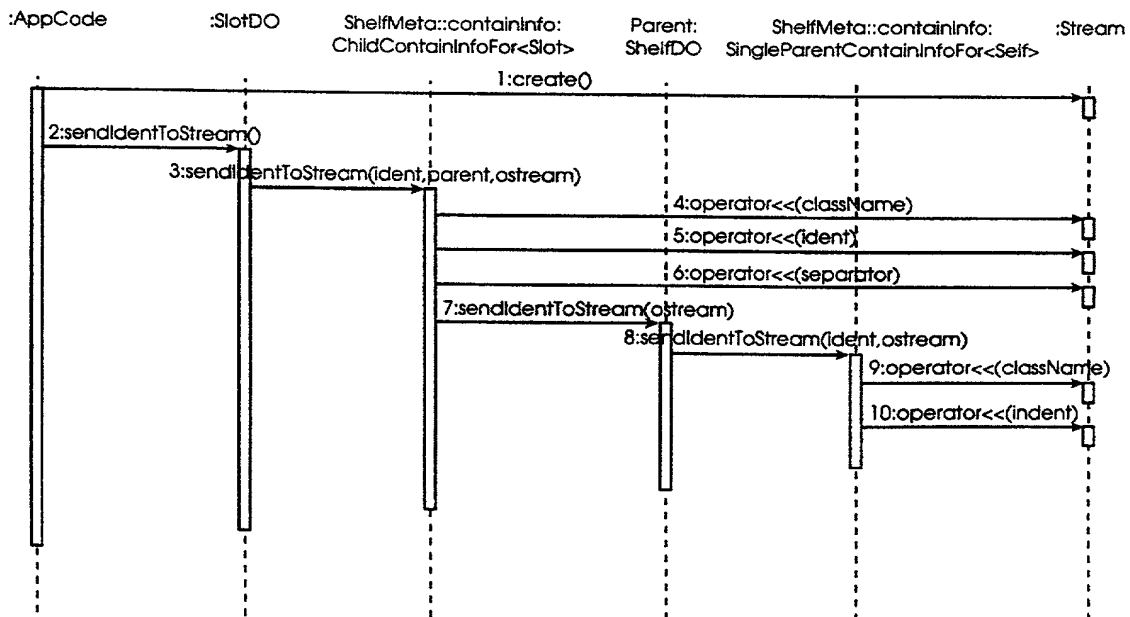 :AppCode
:SlotDO
ShelfMeta::containInfo:
ChildContainInfoFor<Slot>
Parent:
ShelfDO
ShelfMeta::containInfo:
SingleParentContainInfoFor<Self>
:Stream
1:create()
2:sendIdentToStream()
3:sendIdentToStream(ident,parent,ostream)
4:operator<<(className)
5:operator<<(ident)
6:operator<<(separator)
7:sendIdentToStream(ostream)
8:sendIdentToStream(ident,ostream)
9:operator<<(className)
10:operator<<(indent)